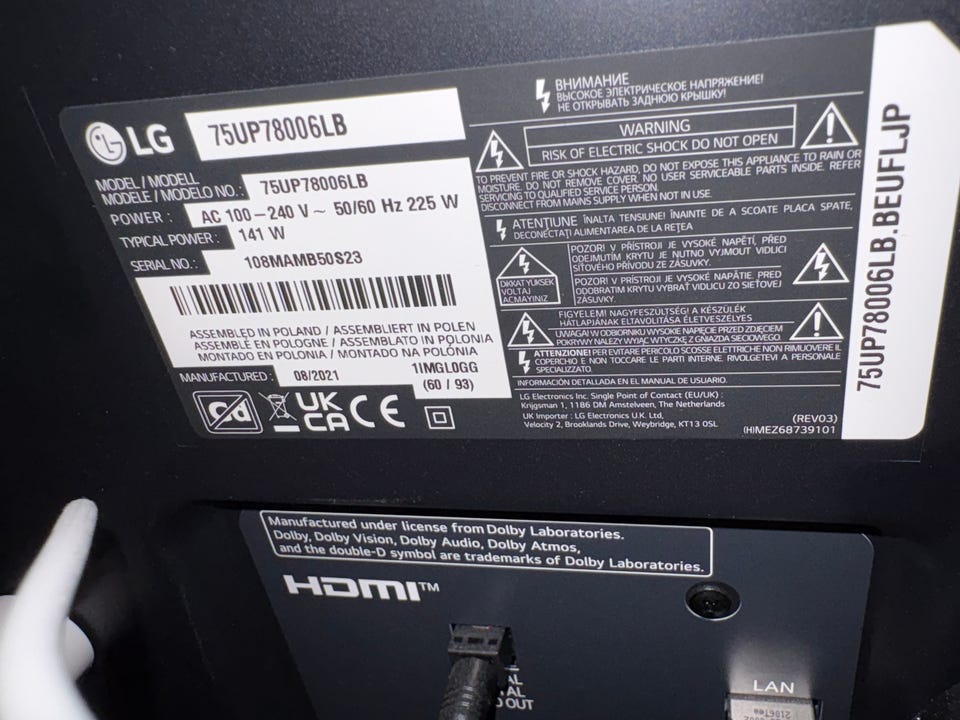 LG
75UP78006LB
MODEL / MODELL
MODELE / MODELO NO. : 75UP78006LB
POWER : AC 100 – 240 V ~ 50/60 Hz 225 W
TYPICAL POWER : 141 W
SERIAL NO. : 108MAMB50S23
ASSEMBLED IN POLAND / ASSEMBLIERT IN POLEN
ASSEMBLÉ EN POLOGNE / ASSEMBLATO IN POLONIA
MONTADO EN POLONIA / MONTADO NA POLÓNIA
MANUFACTURED : 08/2021 1IMGL0GG
(60 / 93)
UK
CA CE
ВНИМАНИЕ
ВЫСОКОЕ ЭЛЕКТРИЧЕСКОЕ НАПРЯЖЕНИЕ!
НЕ ОТКРЫВАТЬ ЗАДНЮЮ КРЫШКУ!
WARNING
RISK OF ELECTRIC SHOCK DO NOT OPEN
TO PREVENT FIRE OR SHOCK HAZARD, DO NOT EXPOSE THIS APPLIANCE TO RAIN OR
MOISTURE. DO NOT REMOVE COVER. NO USER SERVICEABLE PARTS INSIDE. REFER
SERVICING TO QUALIFIED SERVICE PERSON.
DISCONNECT FROM MAINS SUPPLY WHEN NOT IN USE.
ATENŢIUNE ÎNALTA TENSIUNE! ÎNAINTE DE A SCOATE PLACA SPATE,
DECONECTAŢI ALIMENTAREA DE LA REŢEA
DIKKAT YUKSEK
VOLTAJ
ACMAYINIZ
POZOR! V PŘÍSTROJI JE VYSOKÉ NAPĚTÍ, PŘED
ODEJMUTÍM KRYTU JE NUTNO VYJMOUT VIDLICI
SÍŤOVÉHO PŘÍVODU ZE ZÁSUVKY.
POZOR! V PRÍSTROJI JE VYSOKÉ NAPÄTIE. PRED
ODOBRATÍM KRYTU VYBRAŤ VIDLICU ZO SIEŤOVEJ
ZÁSUVKY.
FIGYELEM! NAGYFESZÜLTSÉG! A KÉSZÜLÉK
HÁTLAPJÁNAK ELTÁVOLÍTÁSA ÉLETVESZÉLYES
UWAGA W ODBIORNIKU WYSOKIE NAPIĘCIE PRZED ZDJĘCIEM
POKRYWY NALEŻY WYJĄĆ WTYCZKĘ Z GNIAZDA SIECIOWEGO.
ATTENZIONE! PER EVITARE PERICOLO SCOSSE ELETTRICHE NON RIMUOVERE IL
COPERCHIO E NON TOCCARE LE PARTI INTERNE. RIVOLGETEVI A PERSONALE
SPECIALIZZATO.
INFORMACIÓN DETALLADA EN EL MANUAL DE USUARIO.
LG Electronics Inc. Single Point of Contact (EU/UK) :
Krijgsman 1, 1186 DM Amstelveen, The Netherlands
UK Importer : LG Electronics U.K. Ltd,
Velocity 2, Brooklands Drive, Weybridge, KT13 0SL
(REV03)
(H)MEZ68739101
75UP78006LB.BEUFLJP
Manufactured under license from Dolby Laboratories.
Dolby, Dolby Vision, Dolby Audio, Dolby Atmos,
and the double-D symbol are trademarks of Dolby Laboratories.
HDMI™
OUT
LAN